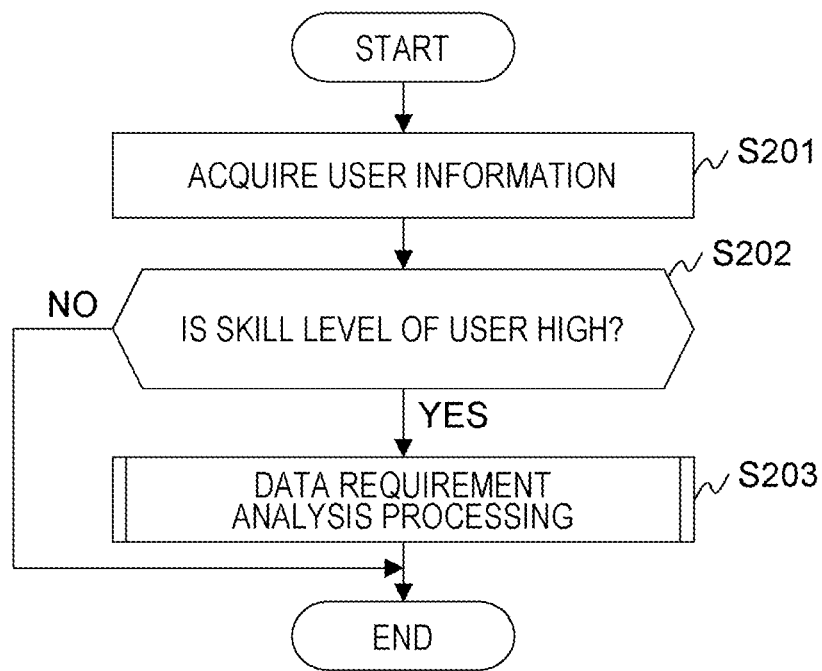 START
ACQUIRE USER INFORMATION
S201
S202
NO
IS SKILL LEVEL OF USER HIGH?
YES
DATA REQUIREMENT
ANALYSIS PROCESSING
S203
END